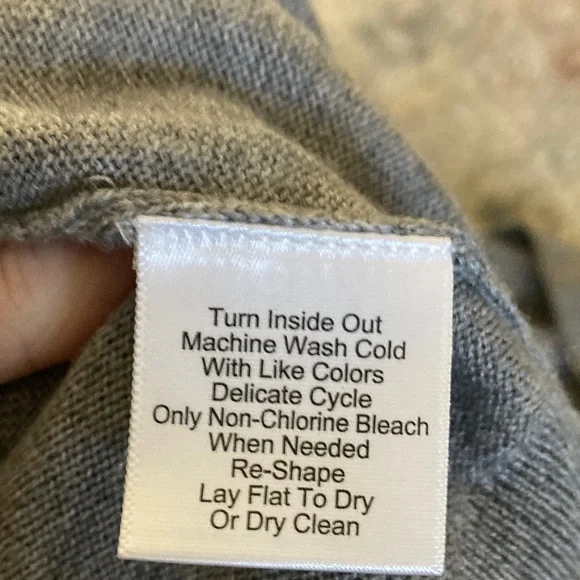 Turn Inside Out
Machine Wash Cold
With Like Colors
Delicate Cycle
Only Non-Chlorine Bleach
When Needed
Re-Shape
Lay Flat To Dry
Or Dry Clean